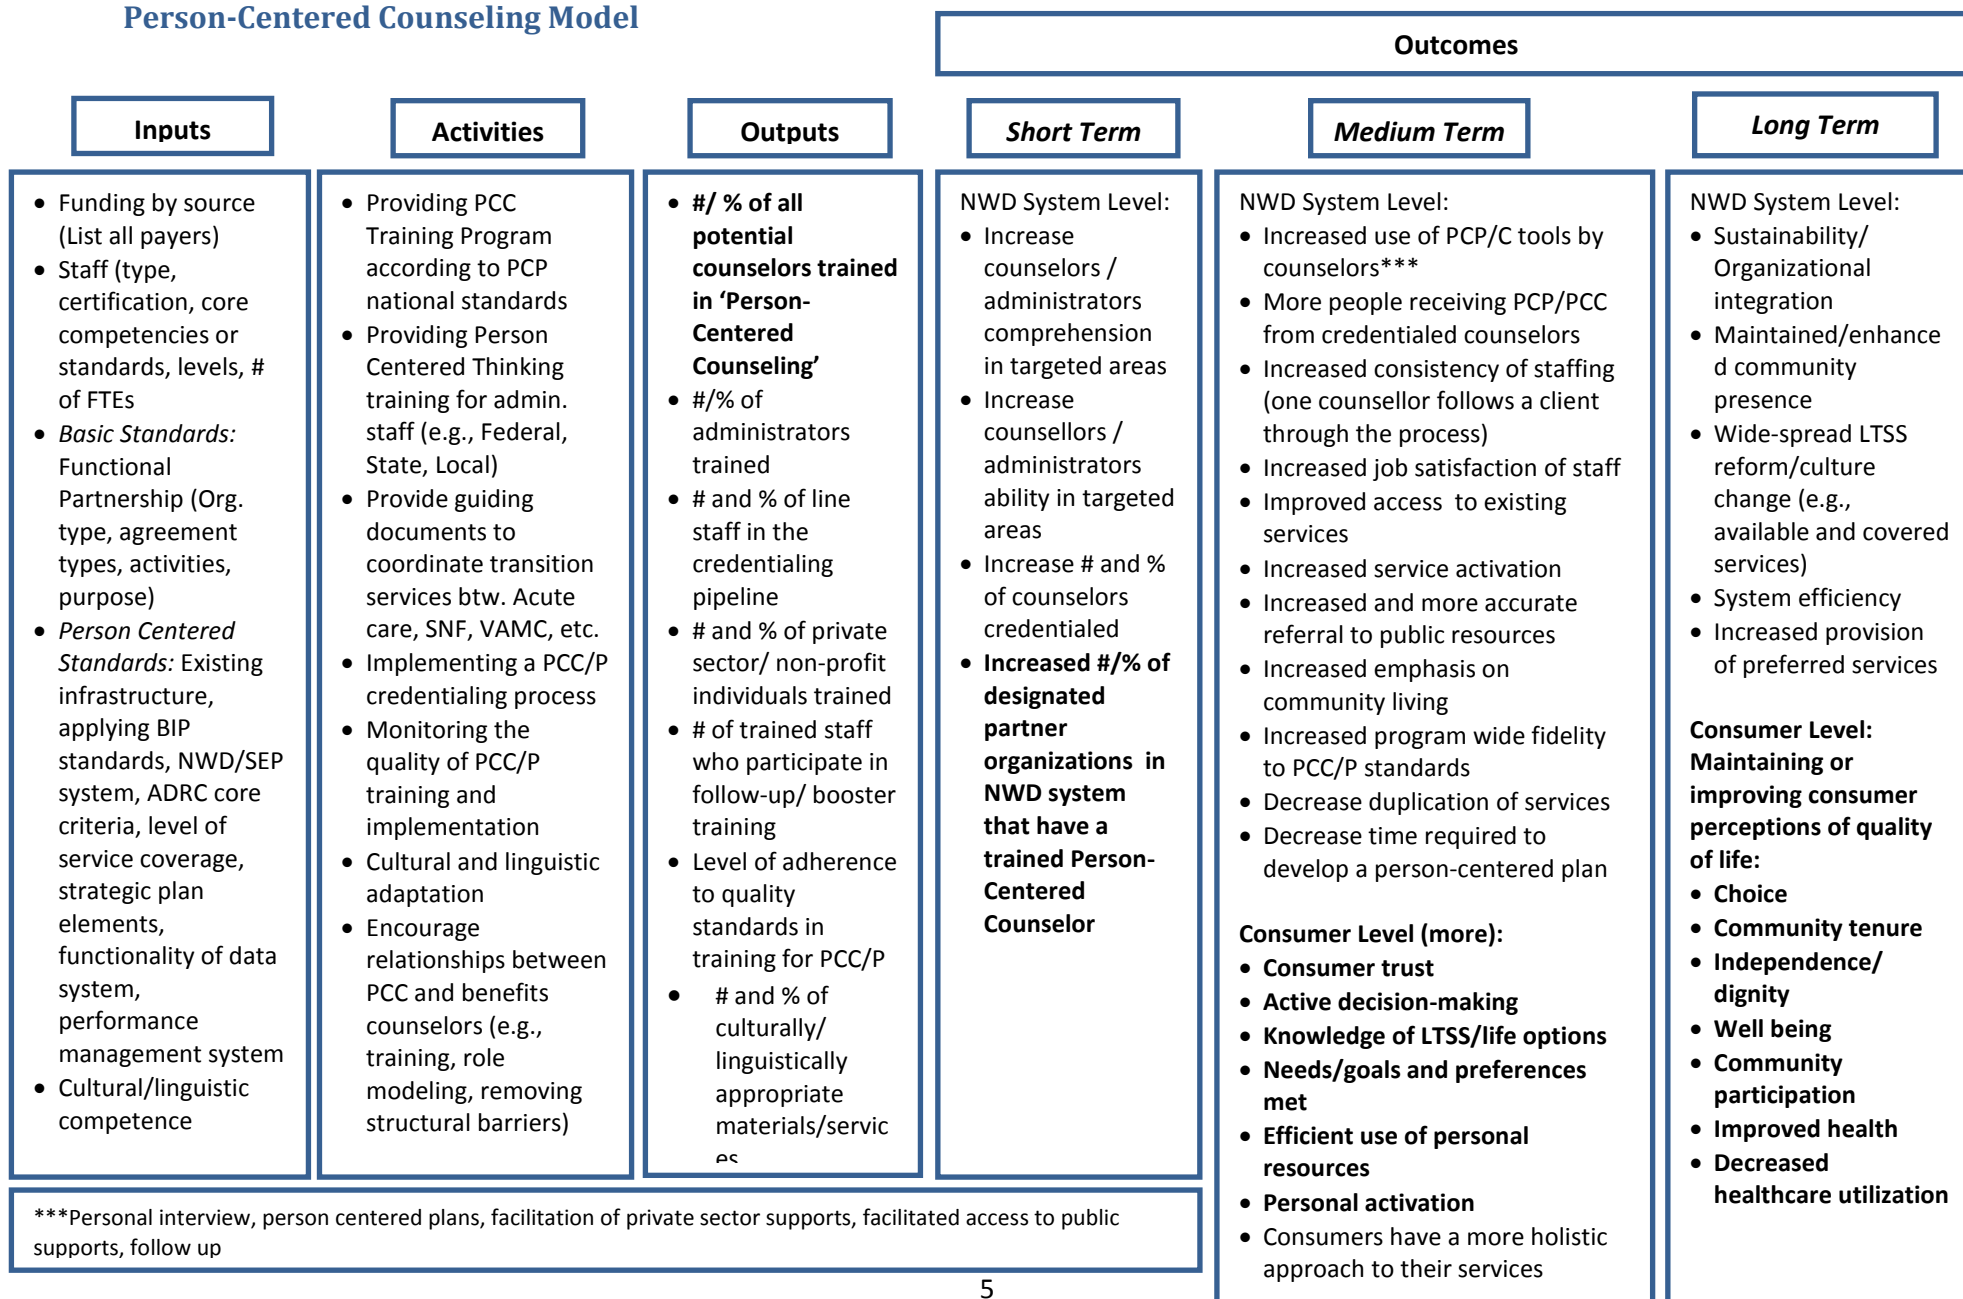 Person-Centered Counseling Model
Outcomes
Inputs
Activities
Outputs
Short Term
Medium Term
Long Term
• Funding by source
(List all payers)
• Staff (type,
certification, core
competencies or
standards, levels, #
of FTEs
• Basic Standards:
Functional
Partnership (Org.
type, agreement
types, activities,
purpose)
• Person Centered
Standards: Existing
infrastructure,
applying BIP
standards, NWD/SEP
system, ADRC core
criteria, level of
service coverage,
strategic plan
elements,
functionality of data
system,
performance
management system
• Cultural/linguistic
competence
• Providing PCC
Training Program
according to PCP
national standards
• Providing Person
Centered Thinking
training for admin.
staff (e.g., Federal,
State, Local)
• Provide guiding
documents to
coordinate transition
services btw. Acute
care, SNF, VAMC, etc.
• Implementing a PCC/P
credentialing process
• Monitoring the
quality of PCC/P
training and
implementation
• Cultural and linguistic
adaptation
• Encourage
relationships between
PCC and benefits
counselors (e.g.,
training, role
modeling, removing
structural barriers)
• #/ % of all
potential
counselors trained
in ‘Person-
Centered
Counseling’
• #/% of
administrators
trained
• # and % of line
staff in the
credentialing
pipeline
• # and % of private
sector/ non-profit
individuals trained
• # of trained staff
who participate in
follow-up/ booster
training
• Level of adherence
to quality
standards in
training for PCC/P
• # and % of
culturally/
linguistically
appropriate
materials/servic
es
NWD System Level:
• Increase
counselors /
administrators
comprehension
in targeted areas
• Increase
counsellors /
administrators
ability in targeted
areas
• Increase # and %
of counselors
credentialed
• Increased #/% of
designated
partner
organizations in
NWD system
that have a
trained Person-
Centered
Counselor
NWD System Level:
• Increased use of PCP/C tools by
counselors***
• More people receiving PCP/PCC
from credentialed counselors
• Increased consistency of staffing
(one counsellor follows a client
through the process)
• Increased job satisfaction of staff
• Improved access to existing
services
• Increased service activation
• Increased and more accurate
referral to public resources
• Increased emphasis on
community living
• Increased program wide fidelity
to PCC/P standards
• Decrease duplication of services
• Decrease time required to
develop a person-centered plan
Consumer Level (more):
• Consumer trust
• Active decision-making
• Knowledge of LTSS/life options
• Needs/goals and preferences
met
• Efficient use of personal
resources
• Personal activation
• Consumers have a more holistic
approach to their services
NWD System Level:
• Sustainability/
Organizational
integration
• Maintained/enhance
d community
presence
• Wide-spread LTSS
reform/culture
change (e.g.,
available and covered
services)
• System efficiency
• Increased provision
of preferred services
Consumer Level:
Maintaining or
improving consumer
perceptions of quality
of life:
• Choice
• Community tenure
• Independence/
dignity
• Well being
• Community
participation
• Improved health
• Decreased
healthcare utilization
***Personal interview, person centered plans, facilitation of private sector supports, facilitated access to public
supports, follow up
5